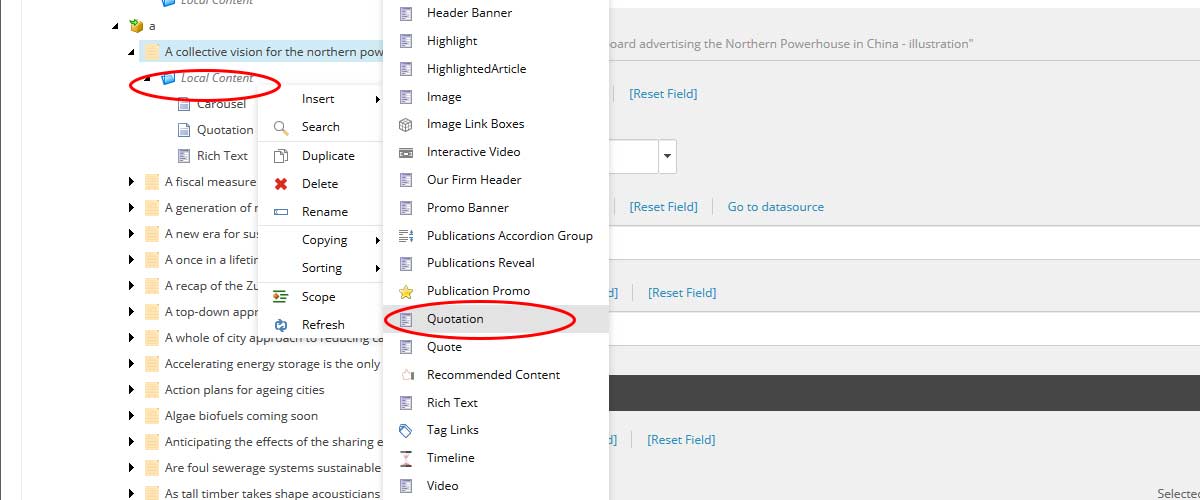 Local Content
a
A collective vision for the northern pow
Local Content
Carousel
Quotation
Rich Text
A fiscal measure
A generation of
A new era for sus
A once in a lifetin
A recap of the Zu
A top-down appr
A whole of city approach to reducing ca
Accelerating energy storage is the only
Action plans for ageing cities
Algae biofuels coming soon
Anticipating the effects of the sharing e
Are foul sewerage systems sustainable
As tall timber takes shape acousticians
Insert
Search
Duplicate
Delete
Rename
Copying
Sorting
Scope
Refresh
Header Banner
Highlight
HighlightedArticle
Image
Image Link Boxes
Interactive Video
Our Firm Header
Promo Banner
Publications Accordion Group
Publications Reveal
Publication Promo
Quotation
Quote
Recommended Content
Rich Text
Tag Links
Timeline
Video
oard advertising the Northern Powerhouse in China - illustration"
[Reset Field]
[Reset Field] Go to datasource
d] [Reset Field]
d] [Reset Field]
Selected